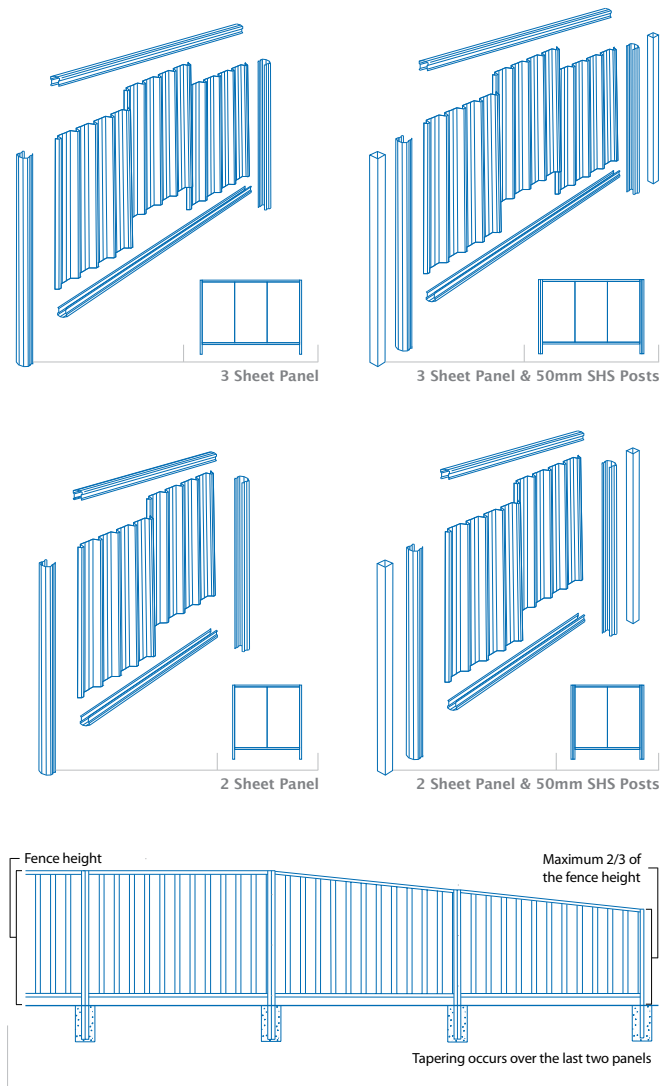 3 Sheet Panel
3 Sheet Panel & 50mm SHS Posts
2 Sheet Panel
2 Sheet Panel & 50mm SHS Posts
Fence height
Maximum 2/3 of
the fence height
Tapering occurs over the last two panels